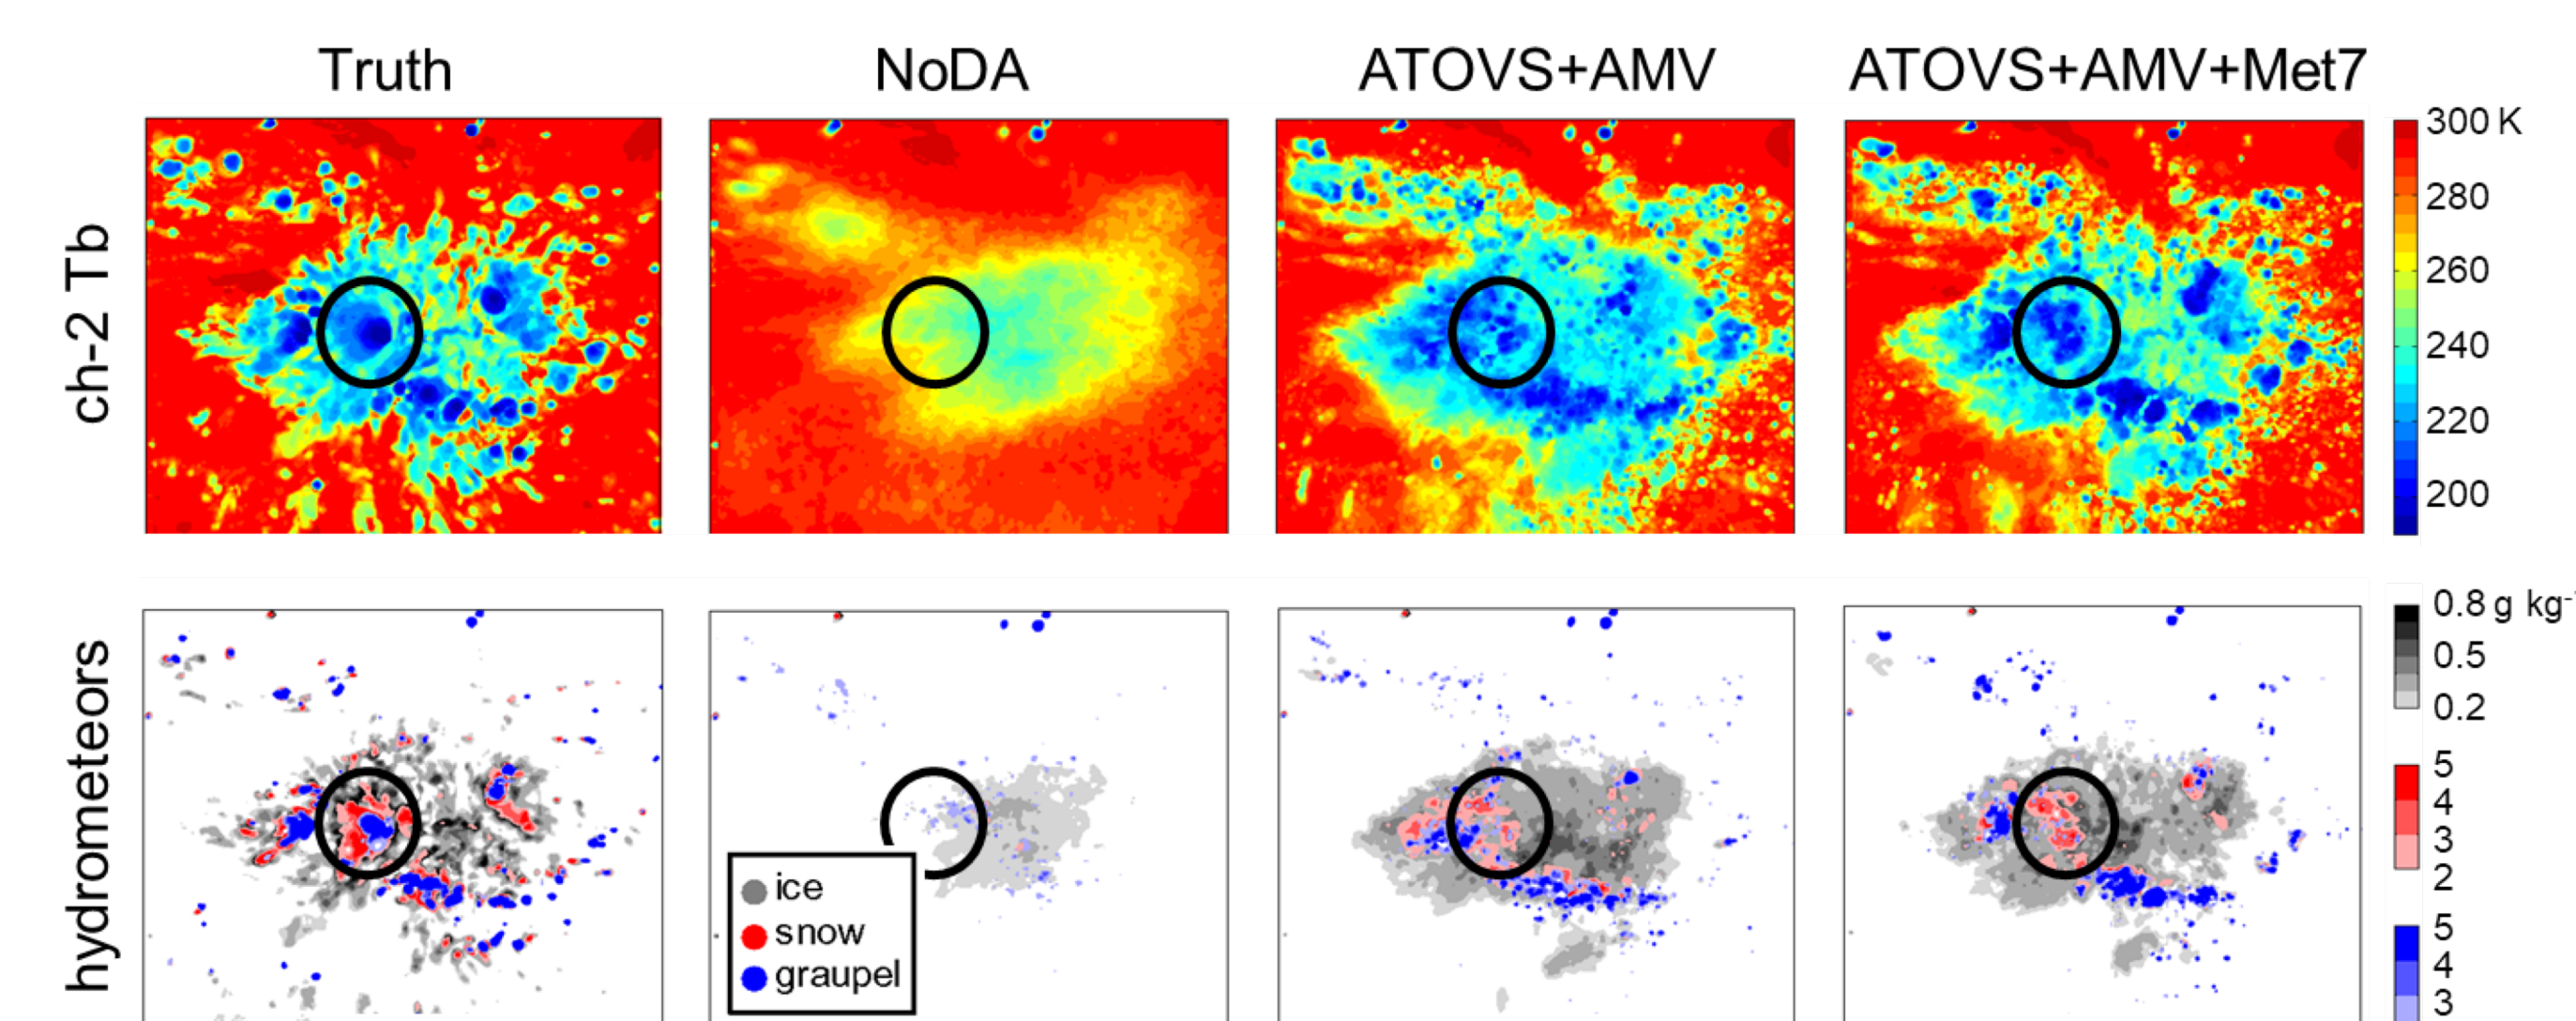 Truth NoDA ATOVS+AMV ATOVS+AMV+Met7
ch-2 Tb
300 K
280
260
240
220
200
hydrometeors
ice
snow
graupel
0.8 g kg-
0.5
0.2
5
4
3
2
5
4
3